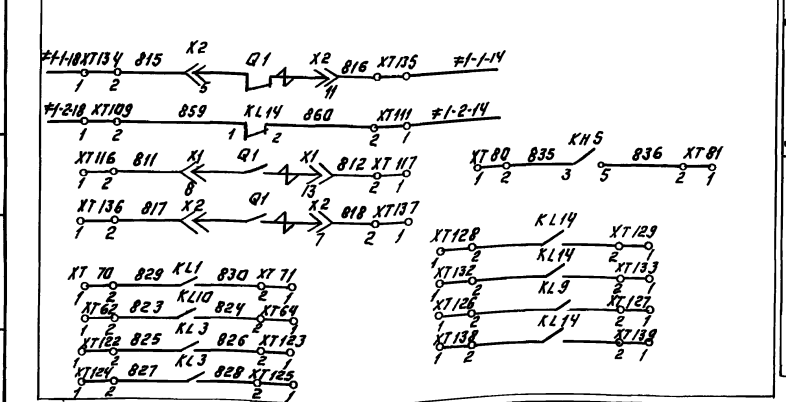 ≠1-1-18 XT134 815 X2 Q1 X2 816 XT135 ≠1-1-14
1 2 5 11 2 1
≠1-2-18 XT109 859 KL14 860 XT111 ≠1-2-14
1 2 1 2 2 1
XT116 811 X1 Q1 X1 812 XT117
1 2 8 13 2 1
XT136 817 X2 Q1 X2 818 XT137
1 2 7 2 1
XT 70 829 KL1 830 XT 71
1 2 2 1
XT62 823 KL10 824 XT64
1 2 2 1
XT122 825 KL3 826 XT123
1 2 2 1
XT124 827 KL3 828 XT125
1 2 2 1
XT80 835 KH5 836 XT81
1 2 3 5 2 1
XT128 KL14 XT129
1 2 2 1
XT132 KL14 XT133
1 2 2 1
XT126 KL9 XT127
1 2 2 1
XT138 KL14 XT139
1 2 2 1